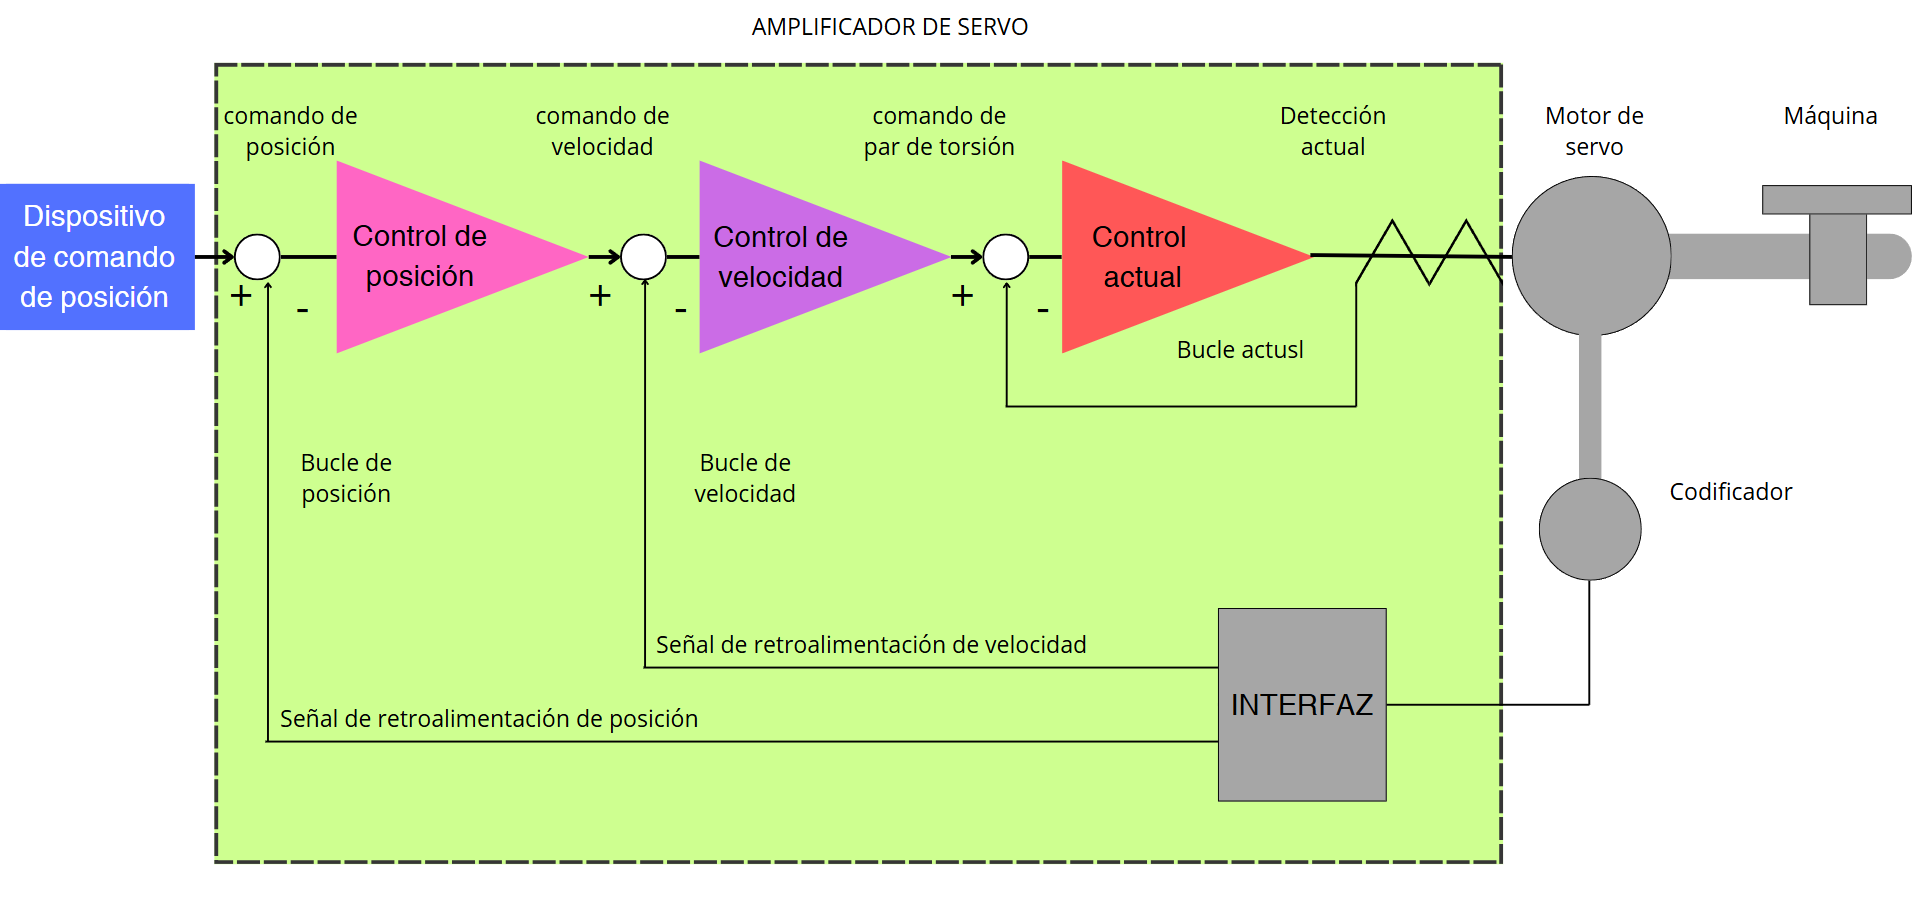 AMPLIFICADOR DE SERVO
comando de
posición
comando de
velocidad
comando de
par de torsión
Detección
actual
Motor de
servo
Máquina
Dispositivo
de comando
de posición
Control de
posición
Control de
velocidad
Control
actual
+
-
+
-
+
-
Bucle actusl
Bucle de
posición
Bucle de
velocidad
Codificador
Señal de retroalimentación de velocidad
Señal de retroalimentación de posición
INTERFAZ